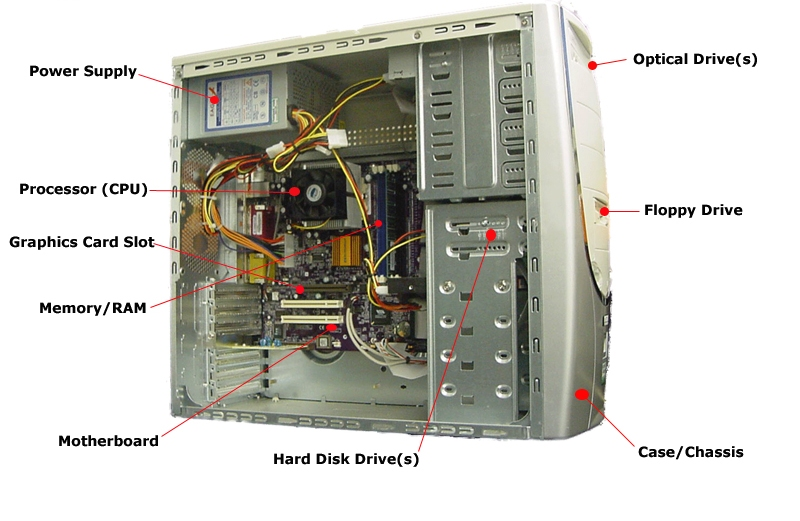 Optical Drive(s)
Power Supply
Processor (CPU)
Floppy Drive
Graphics Card Slot
Memory/RAM
Motherboard
Hard Disk Drive(s)
Case/Chassis